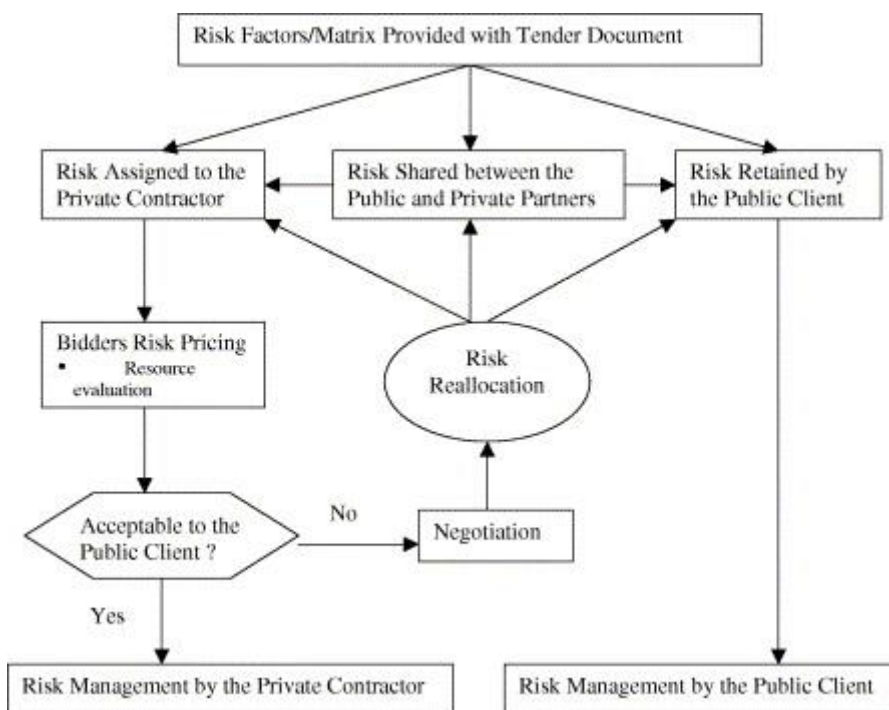 Risk Factors/Matrix Provided with Tender Document
Risk Assigned to the
Private Contractor
Risk Shared between the
Public and Private Partners
Risk Retained by
the Public Client
Bidders Risk Pricing
▪ Resource
evaluation
Risk
Reallocation
Acceptable to the
Public Client ?
No
Negotiation
Yes
Risk Management by the Private Contractor
Risk Management by the Public Client